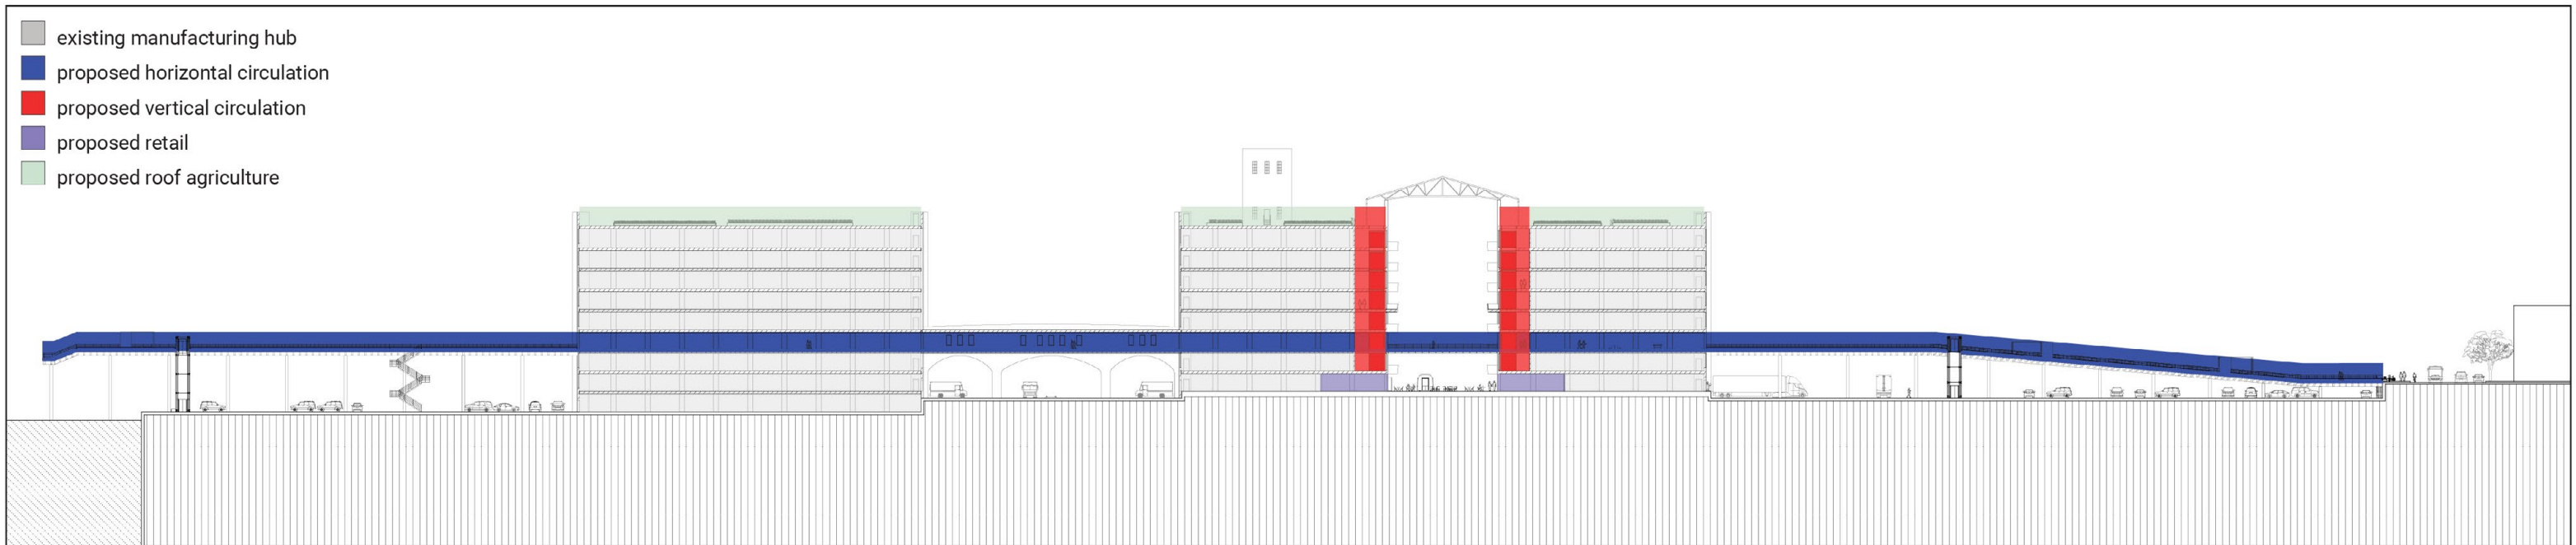 existing manufacturing hub
proposed horizontal circulation
proposed vertical circulation
proposed retail
proposed roof agriculture